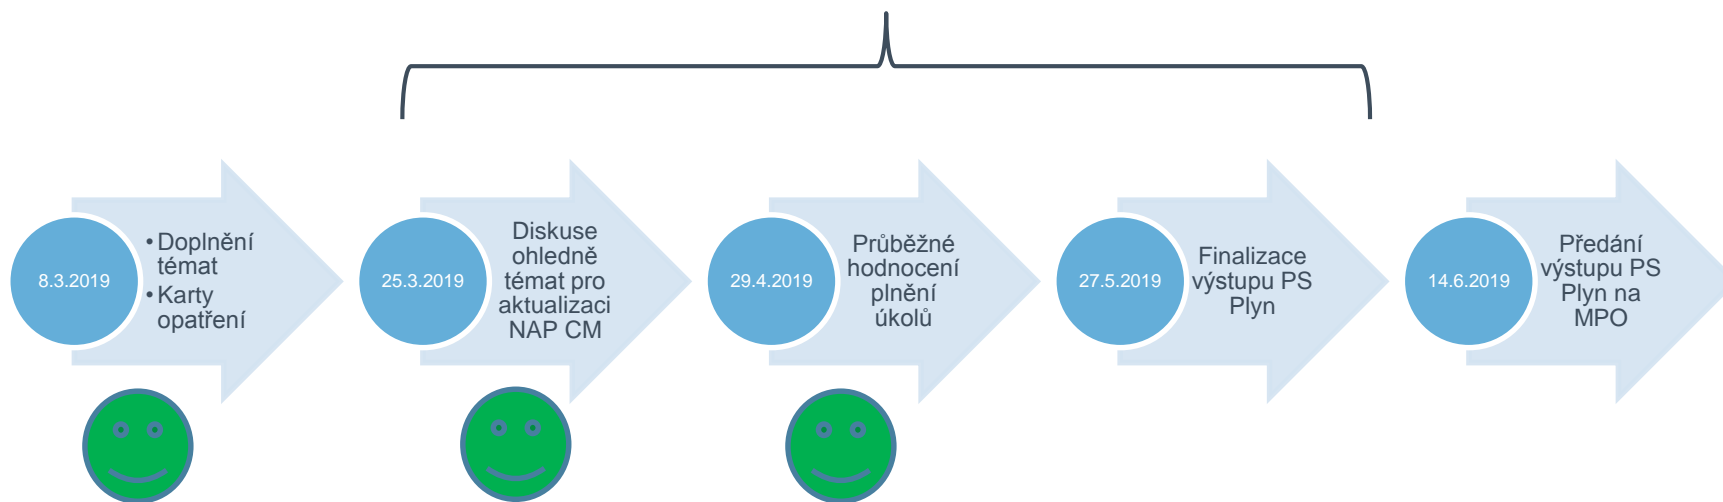 8.3.2019
• Doplnění
témat
• Karty
opatření
25.3.2019
Diskuse
ohledně
témat pro
aktualizaci
NAP CM
29.4.2019
Průběžné
hodnocení
plnění
úkolů
27.5.2019
Finalizace
výstupu PS
Plyn
14.6.2019
Předání
výstupu PS
Plyn na
MPO